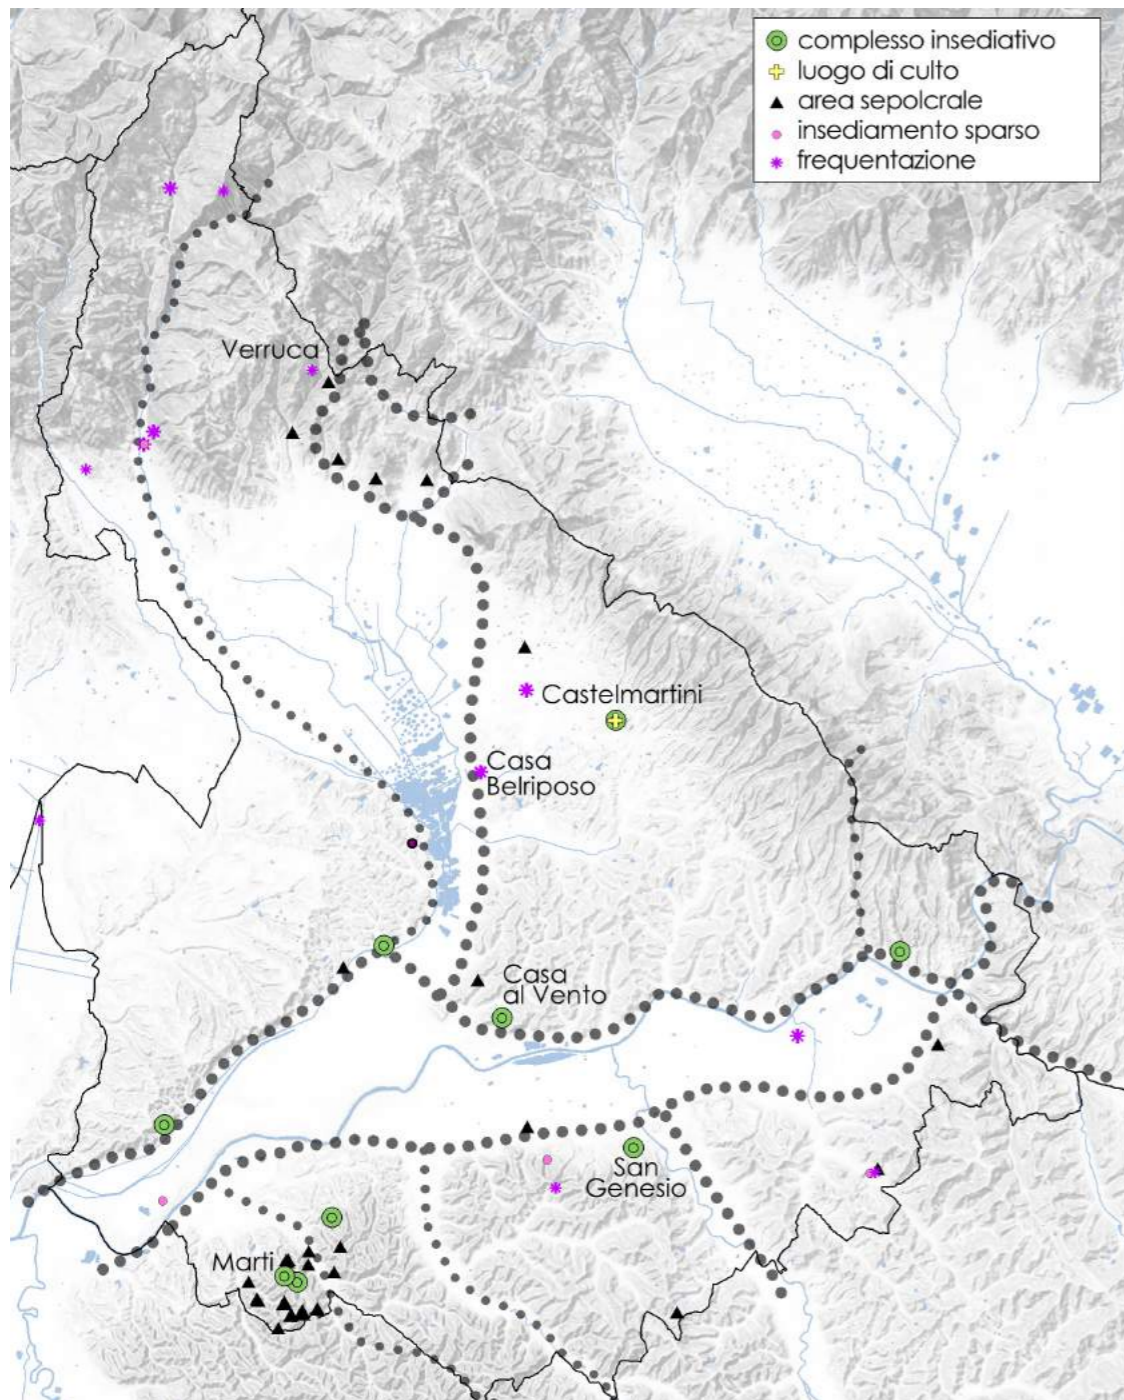 complesso insediativo
luogo di culto
area sepolcrale
insediamento sparso
frequentazione
Verruca
Castelmartini
Casa
Belriposo
Casa
al Vento
San
Genesio
Marti